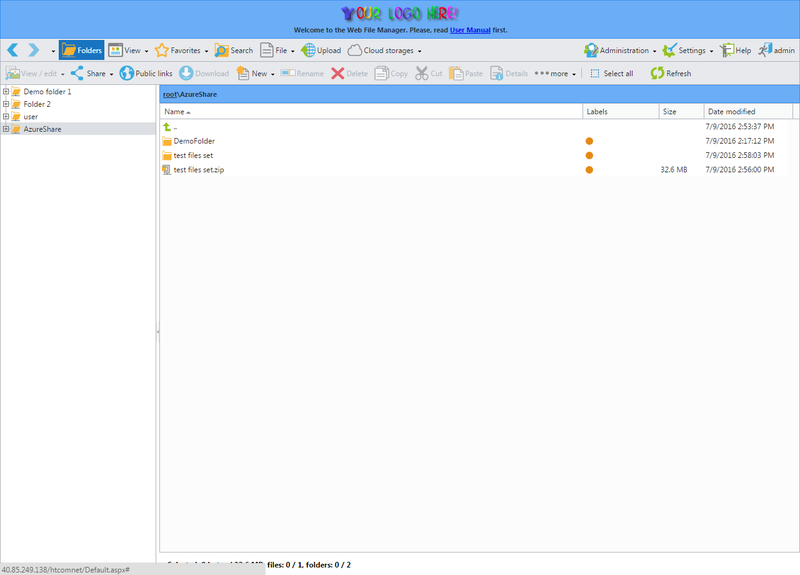 YOUR LOGO HERE!
Welcome to the Web File Manager. Please, read User Manual first.
Folders View Favorites Search File Upload Cloud storages Administration Settings Help admin
View / edit Share Public links Download New Rename Delete Copy Cut Paste Details more Select all Refresh
Demo folder 1
Folder 2
user
AzureShare
root\AzureShare
Name Labels Size Date modified
.. 7/9/2016 2:53:37 PM
DemoFolder 7/9/2016 2:17:12 PM
test files set 7/9/2016 2:58:03 PM
test files set.zip 32.6 MB 7/9/2016 2:56:00 PM
files: 0 / 1, folders: 0 / 2
40.85.249.138/htcomnet/Default.aspx#